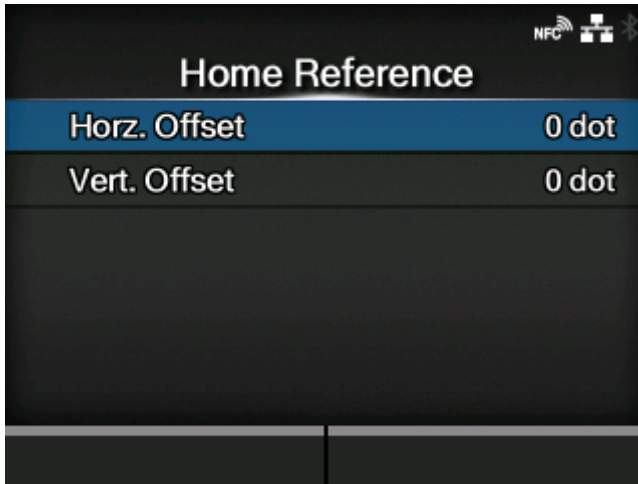 NFC
Home Reference
Horz. Offset 0 dot
Vert. Offset 0 dot